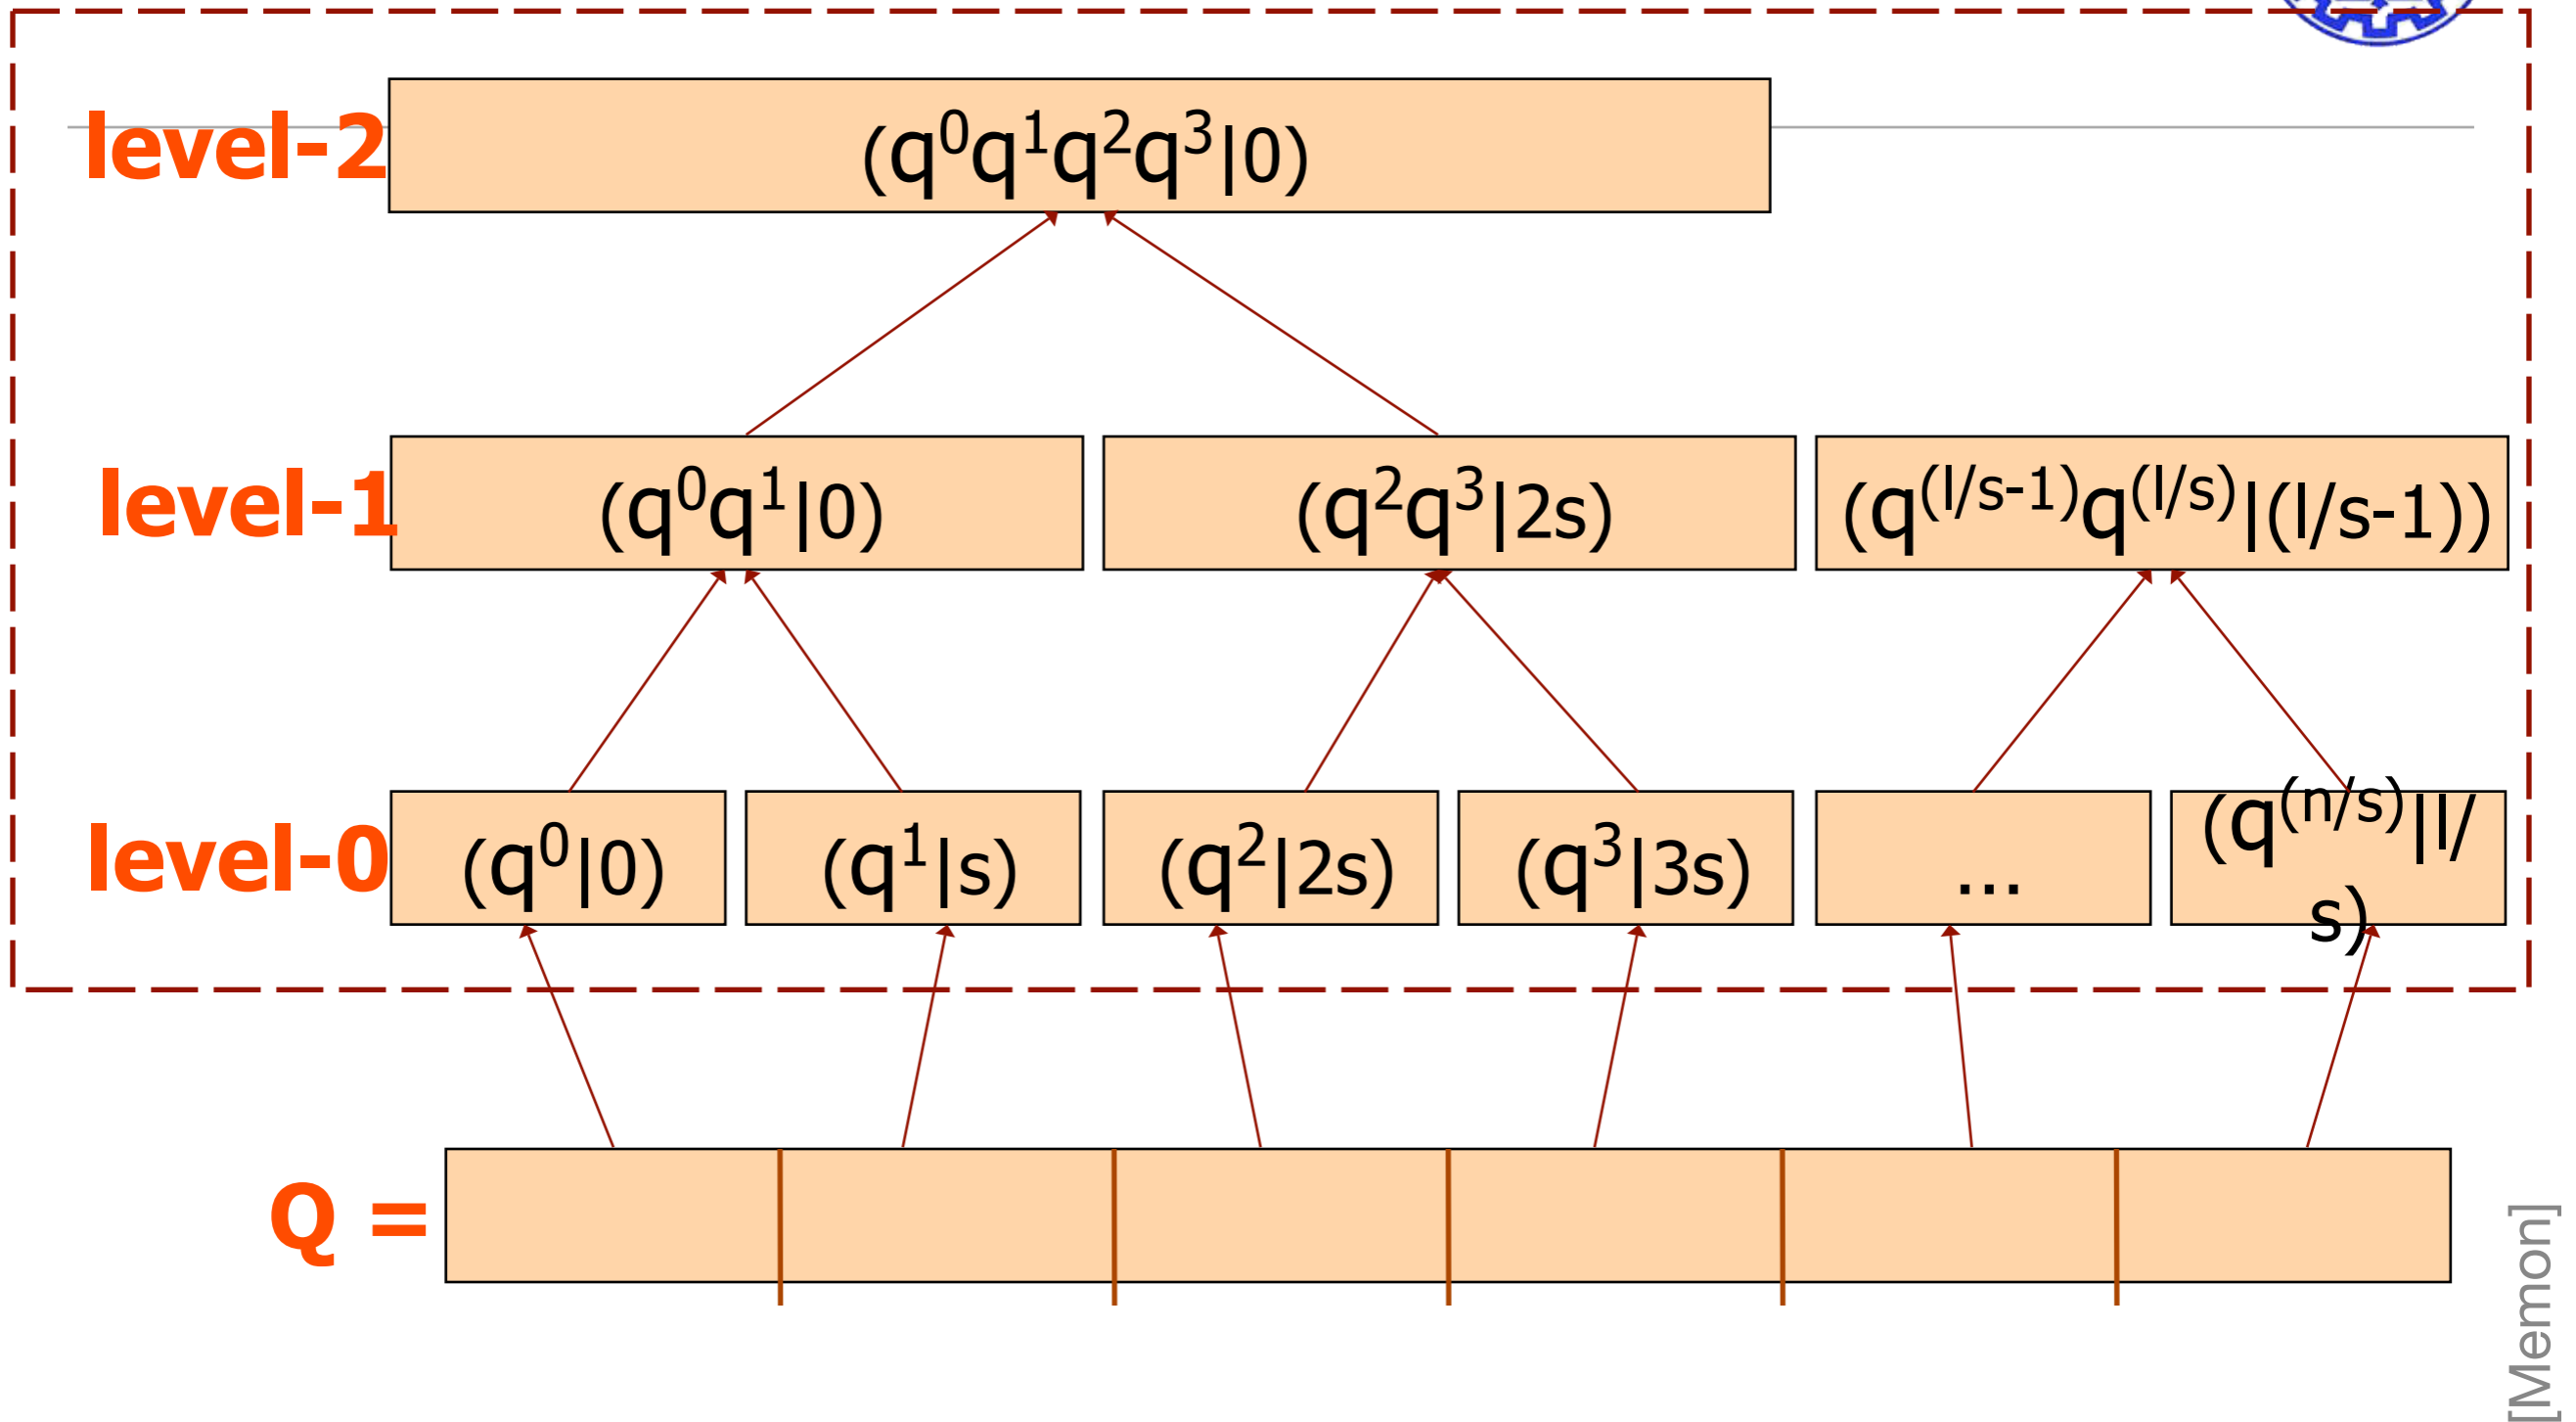 level-2 (q⁰q¹q²q³|0)
level-1 (q⁰q¹|0) (q²q³|2s) (q⁽ˡ/ˢ⁻¹⁾q⁽ˡ/ˢ⁾|(l/s-1))
level-0 (q⁰|0) (q¹|s) (q²|2s) (q³|3s) ... (q⁽ⁿ/ˢ⁾|l/
s)
Q =
[Memon]